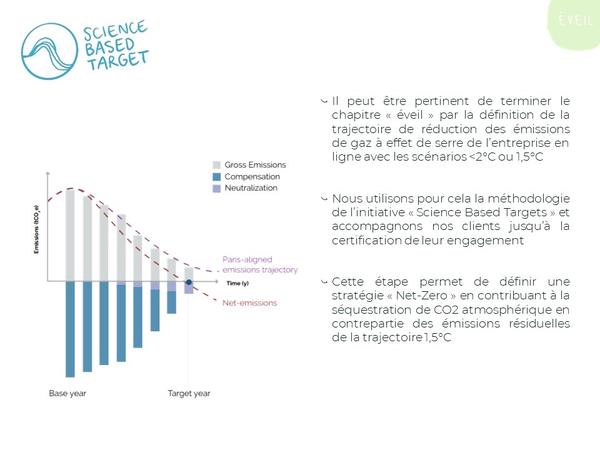 SCIENCE
BASED
TARGET
ÉVEIL
Il peut être pertinent de terminer le
chapitre « éveil » par la définition de la
trajectoire de réduction des émissions
de gaz à effet de serre de l'entreprise en
ligne avec les scénarios <2°C ou 1,5°C
Nous utilisons pour cela la méthodologie
de l'initiative « Science Based Targets » et
accompagnons nos clients jusqu'à la
certification de leur engagement
Cette étape permet de définir une
stratégie « Net-Zero » en contribuant à la
séquestration de CO2 atmosphérique en
contrepartie des émissions résiduelles
de la trajectoire 1,5°C
Gross Emissions
Compensation
Neutralization
Emissions (tCO₂e)
Paris-aligned
emissions trajectory
Time (y)
Net-emissions
Base year
Target year